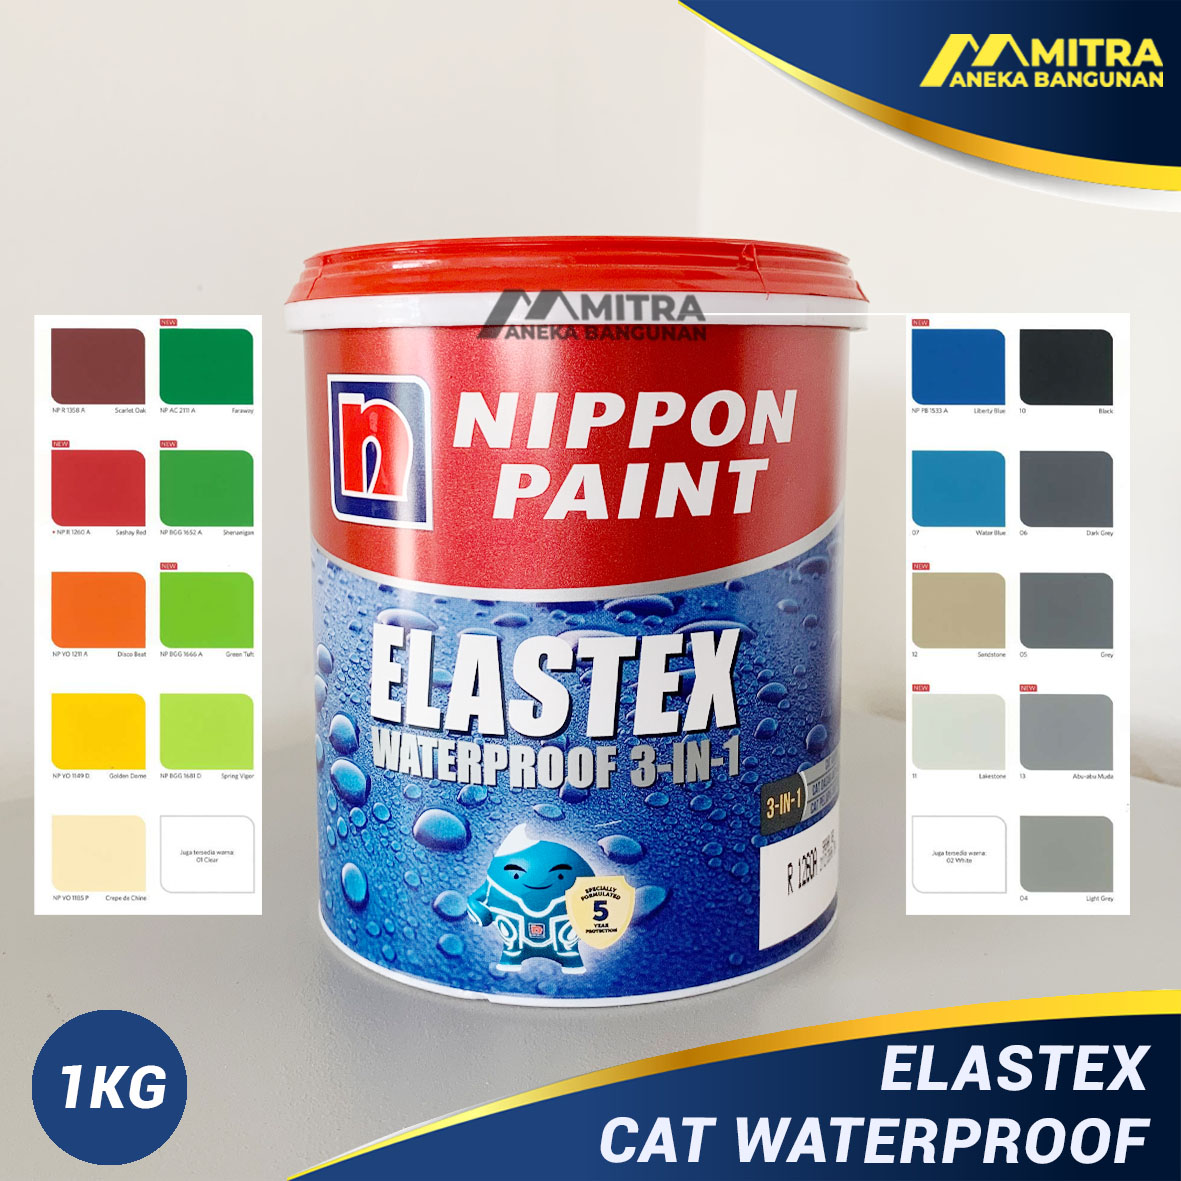 MITRA
ANEKA BANGUNAN
MITRA
ANEKA BANGUNAN
NIPPON
PAINT
ELASTEX
WATERPROOF 3-IN-1
3-IN-1
R 1260A
SPECIALLY
FORMULATED
5
YEAR
PROTECTION
NP R 1358 A Scarlet Oak
NEW
NP AC 2111 A Faraway
NEW
+ NP R 1260 A Sashay Red
NEW
NP BGG 1652 A Shenanigan
NP YO 1211 A Disco Beat
NEW
NP BGG 1666 A Green Tuft
NP YO 1149 D Golden Dome
NP BGG 1681 D Spring Vigor
NP YO 1185 P Crepe de Chine
Juga tersedia warna:
01 Clear
NEW
NP PB 1533 A Liberty Blue
10 Black
07 Water Blue
06 Dark Grey
NEW
12 Sandstone
05 Grey
NEW
11 Lakestone
NEW
13 Abu-abu Muda
Juga tersedia warna:
02 White
04 Light Grey
1KG
ELASTEX
CAT WATERPROOF